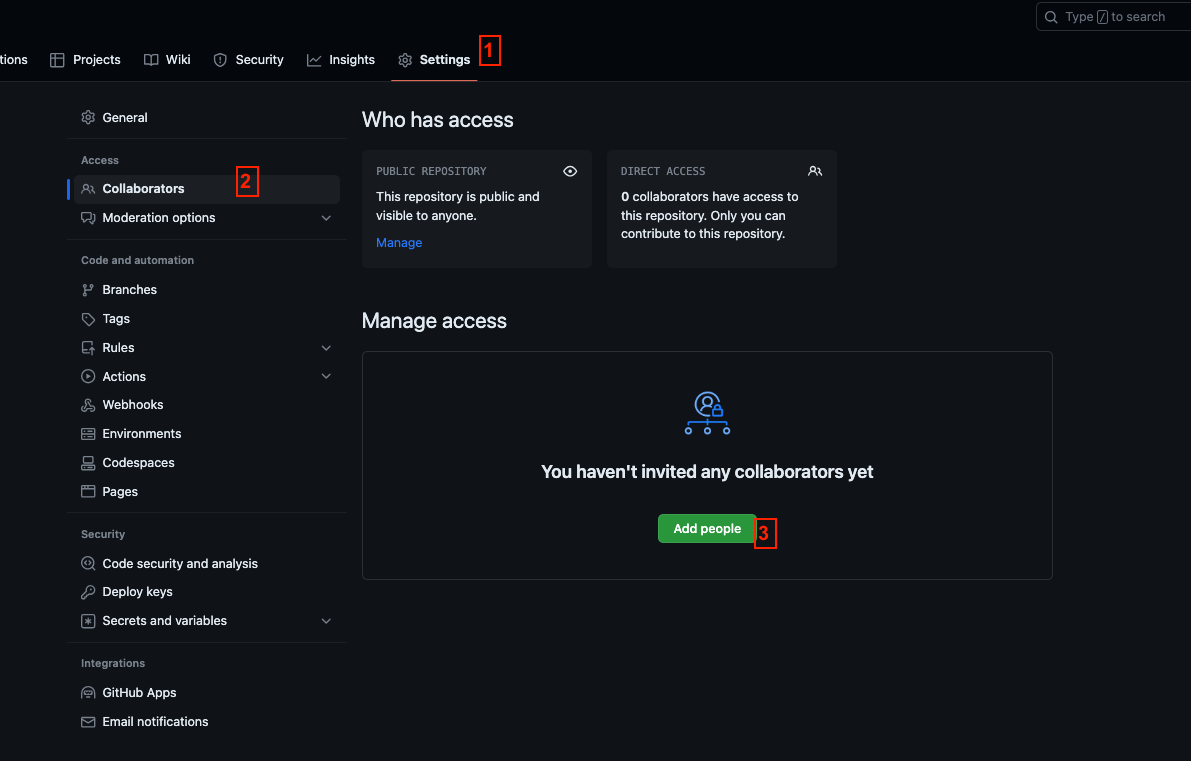 Type / to search
tions
Projects
Wiki
Security
Insights
Settings
1
General
Access
Collaborators
2
Moderation options
Code and automation
Branches
Tags
Rules
Actions
Webhooks
Environments
Codespaces
Pages
Security
Code security and analysis
Deploy keys
Secrets and variables
Integrations
GitHub Apps
Email notifications
Who has access
PUBLIC REPOSITORY
This repository is public and
visible to anyone.
Manage
DIRECT ACCESS
0 collaborators have access to
this repository. Only you can
contribute to this repository.
Manage access
You haven't invited any collaborators yet
Add people
3